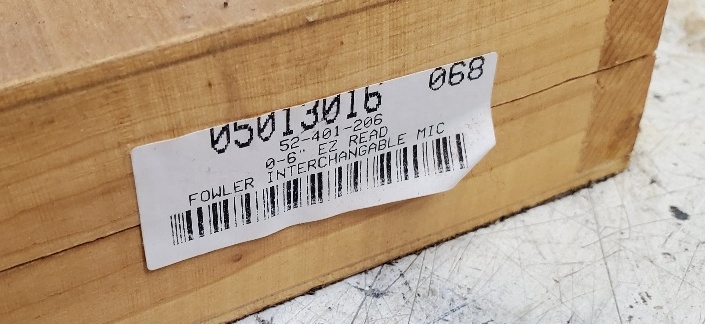 05013016 068
52-401-206
0-6" EZ READ
FOWLER INTERCHANGABLE MIC